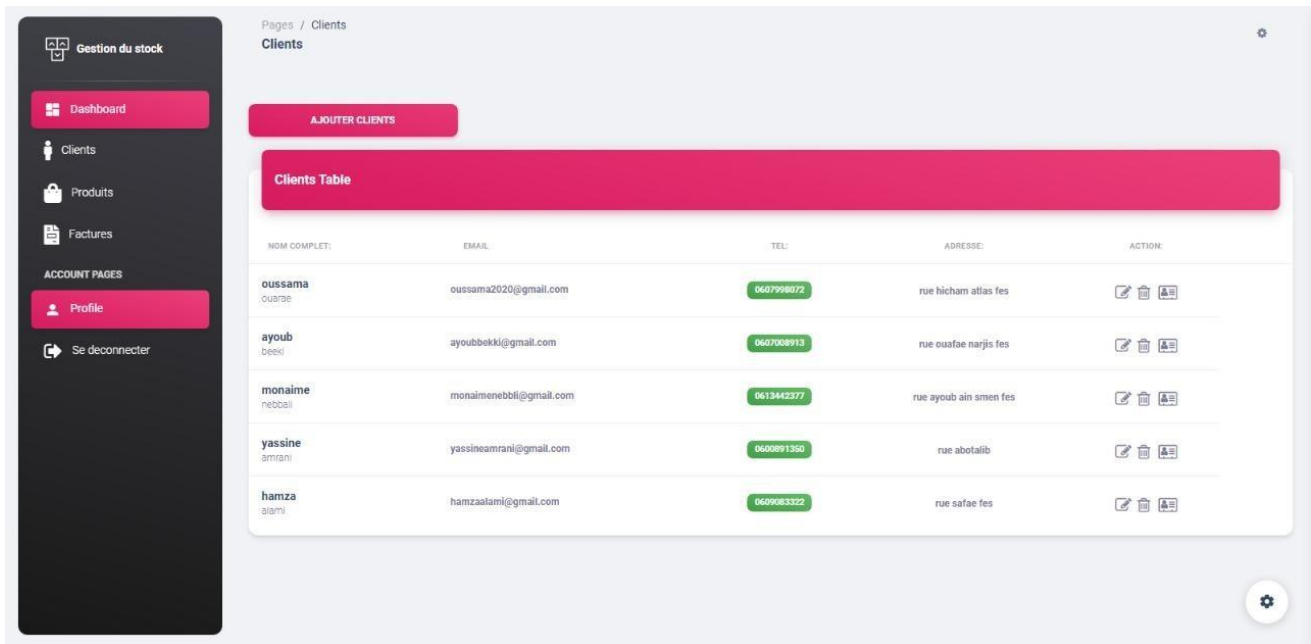 Gestion du stock
Dashboard
Clients
Produits
Factures
ACCOUNT PAGES
Profile
Se deconnecter
Pages / Clients
Clients
AJOUTER CLIENTS
Clients Table
NOM COMPLET: EMAIL TEL: ADRESSE: ACTION:
oussama oussama2020@gmail.com 0607998072 rue hicham atlas fes
ouarae
ayoub ayoubbekki@gmail.com 0607008913 rue ouafae narjis fes
beeki
monaime monaimenebbli@gmail.com 0613442377 rue ayoub ain smen fes
nebbali
yassine yassineamrani@gmail.com 0600891350 rue abotalib
amrani
hamza hamzaalami@gmail.com 0609083322 rue safae fes
alami